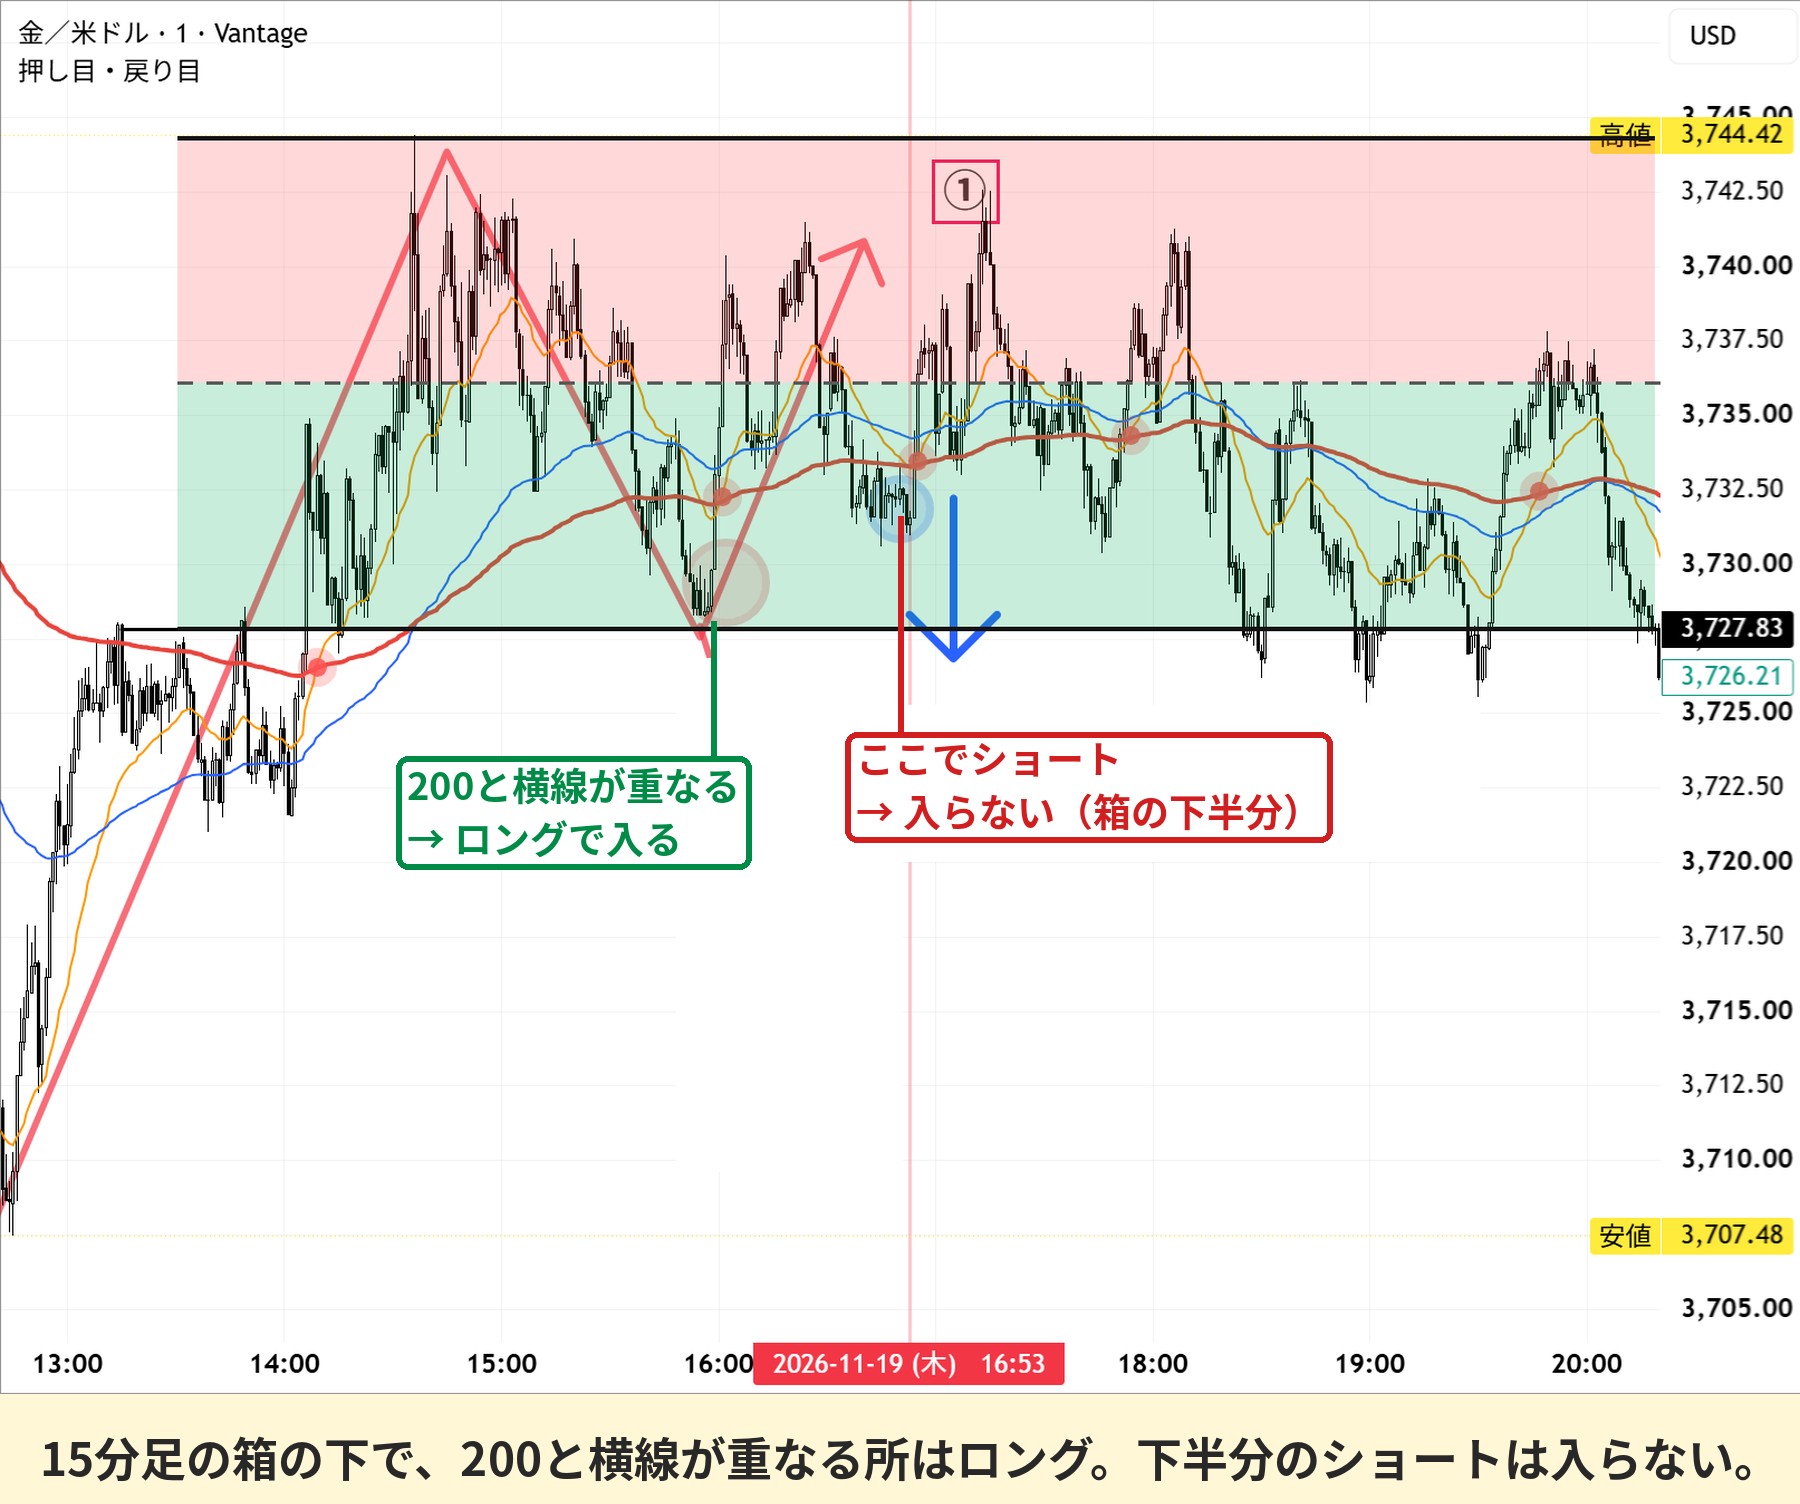 金／米ドル・1・Vantage
押し目・戻り目
USD
3,745.00
高値 3,744.42
①
3,742.50
3,740.00
3,737.50
3,735.00
3,732.50
3,730.00
3,727.83
3,726.21
3,725.00
200と横線が重なる
→ ロングで入る
ここでショート
→ 入らない（箱の下半分）
3,722.50
3,720.00
3,717.50
3,715.00
3,712.50
3,710.00
安値 3,707.48
3,705.00
13:00 14:00 15:00 16:00 2026-11-19 (木) 16:53 18:00 19:00 20:00
15分足の箱の下で、200と横線が重なる所はロング。下半分のショートは入らない。